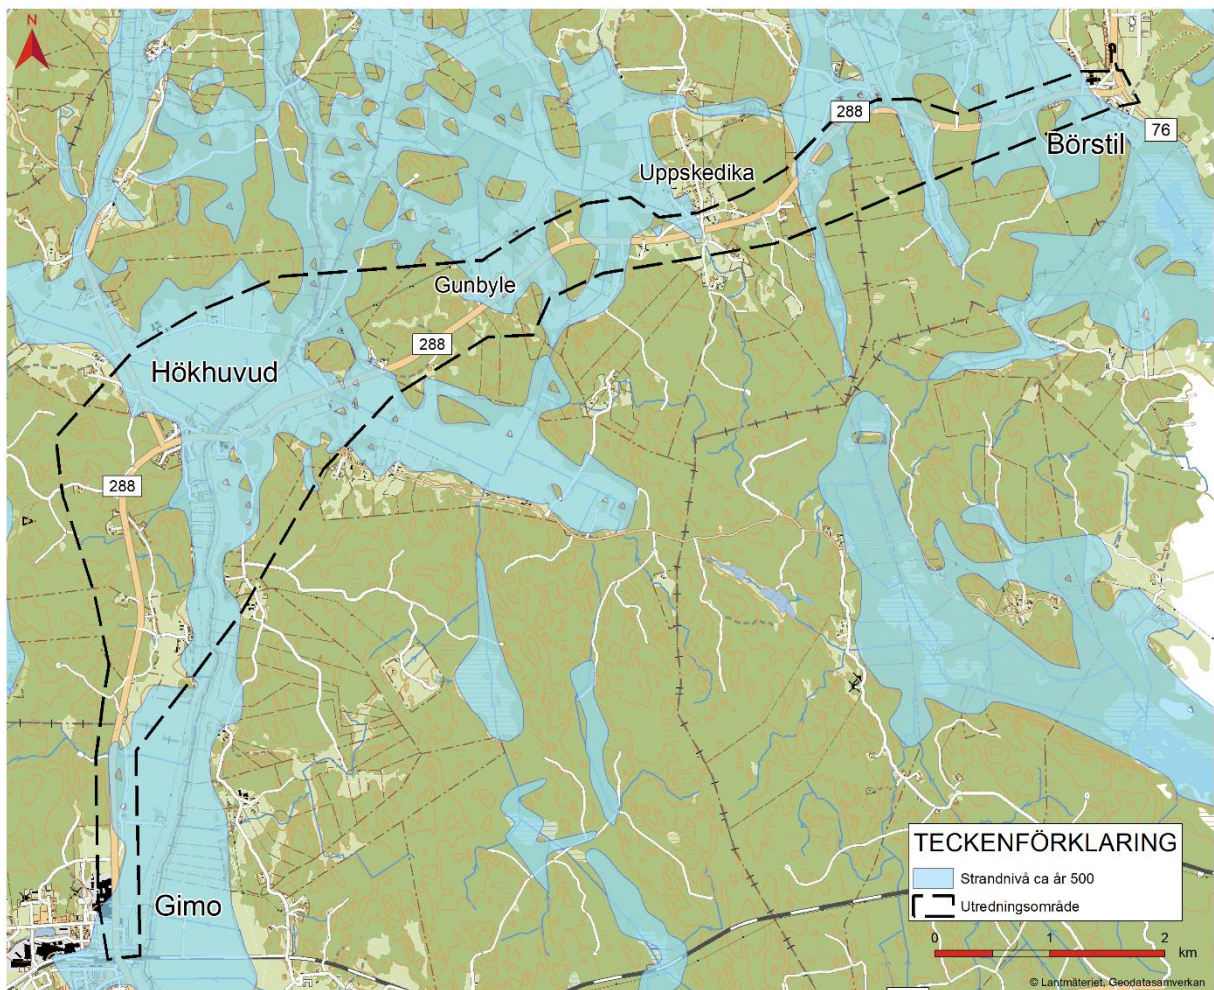 N
288
76
Börstil
Uppskedika
Gunbyle
288
Hökhuvud
288
Gimo
TECKENFÖRKLARING
Strandnivå ca år 500
Utredningsområde
0 1 2
km
© Lantmäteriet, Geodatasamverkan